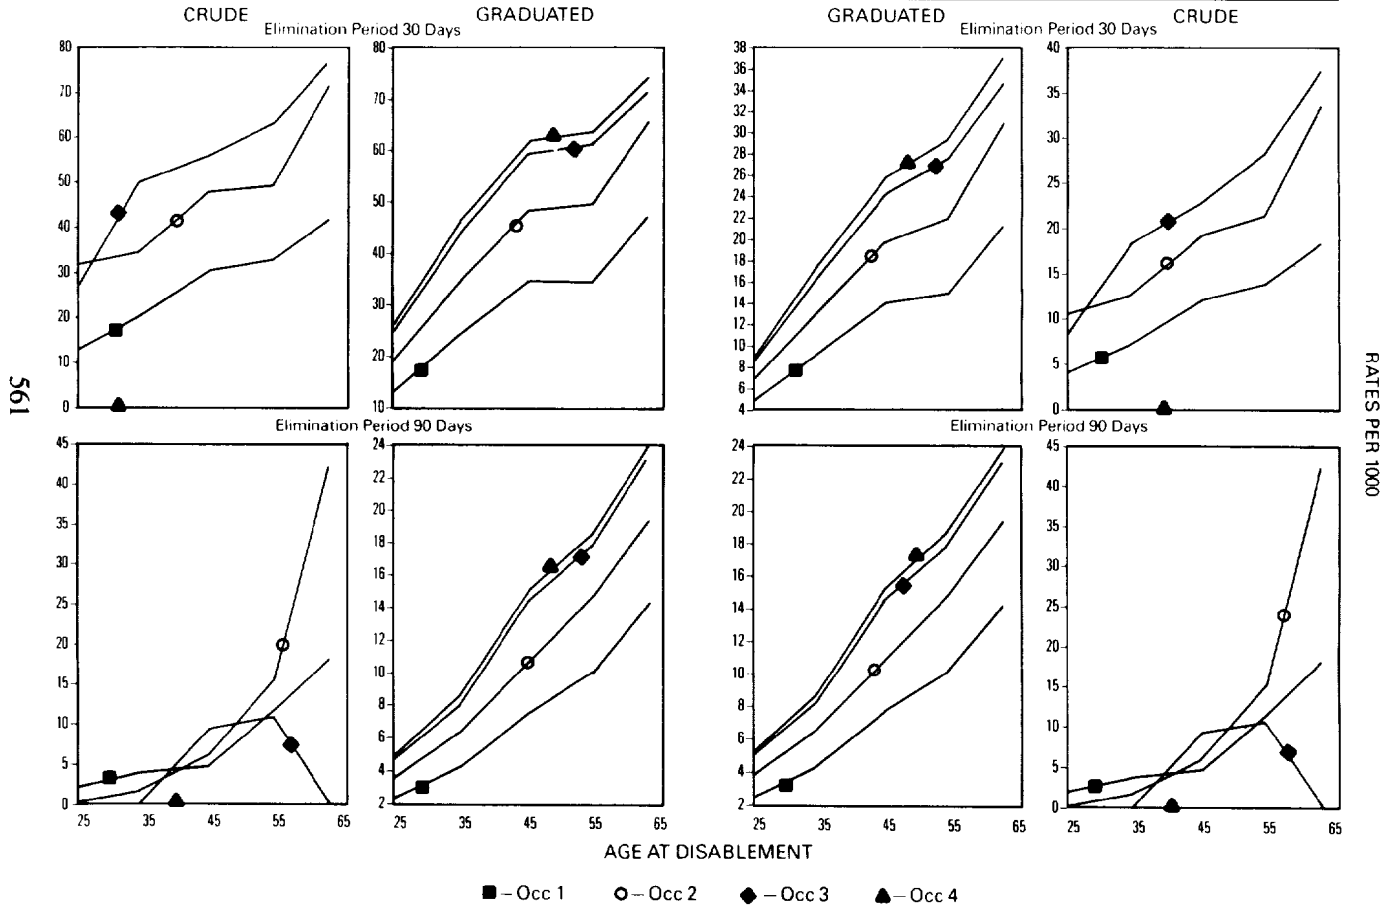 CRUDE GRADUATED GRADUATED CRUDE
Elimination Period 30 Days Elimination Period 30 Days
80 80 38 40
70 70 36 35
60 60 34 30
50 50 32 25
40 40 30 20
30 30 28 15
20 20 26 10
10 10 24 5
0 22 0
20
18
16
14
12
10
8
6
4
561
RATES PER 1000
Elimination Period 90 Days Elimination Period 90 Days
45 24 24 45
40 22 22 40
35 20 20 35
30 18 18 30
25 16 16 25
20 14 14 20
15 12 12 15
10 10 10 10
5 8 8 5
0 6 6 0
4 4
2 2
25 35 45 55 65 25 35 45 55 65 25 35 45 55 65 25 35 45 55 65
AGE AT DISABLEMENT
■ – Occ 1 O – Occ 2 ◆ – Occ 3 ▲ – Occ 4